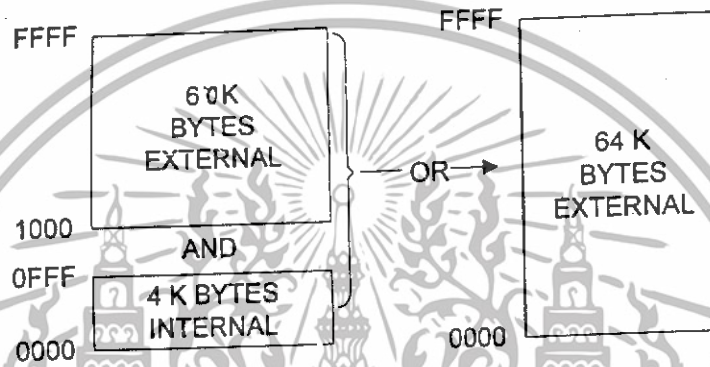 FFFF
60K
BYTES
EXTERNAL
1000
AND
0FFF
4 K BYTES
INTERNAL
0000
OR
FFFF
64 K
BYTES
EXTERNAL
0000